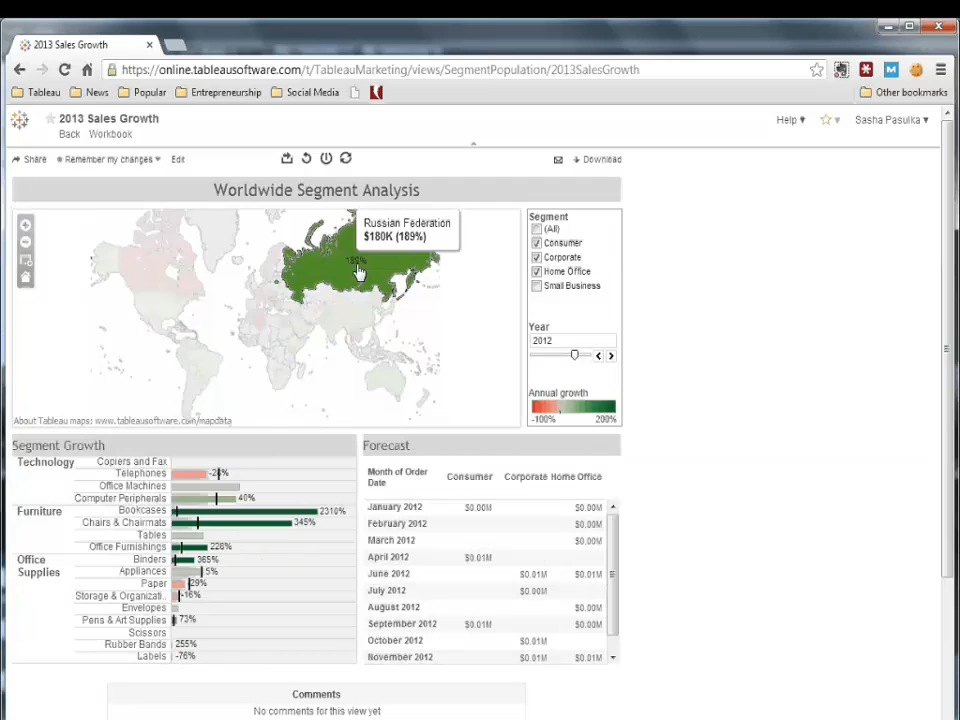 2013 Sales Growth
https://online.tableausoftware.com/t/TableauMarketing/views/SegmentPopulation/2013SalesGrowth
Tableau News Popular Entrepreneurship Social Media Other bookmarks
2013 Sales Growth
Help Sasha Pasulka
Back Workbook
Share Remember my changes Edit Download
Worldwide Segment Analysis
Russian Federation
$180K (189%)
189%
About Tableau maps: www.tableausoftware.com/mapdata
Segment
(All)
Consumer
Corporate
Home Office
Small Business
Year
2012
Annual growth
-100% 200%
Segment Growth
Technology Copiers and Fax
Telephones
Office Machines
Computer Peripherals 40%
Furniture Bookcases 2310%
Chairs & Chairmats 345%
Tables
Office Furnishings 226%
Office Supplies Binders 365%
Appliances 5%
Paper 29%
Storage & Organizati.. -16%
Envelopes
Pens & Art Supplies 73%
Scissors
Rubber Bands 255%
Labels -76%
Forecast
Month of Order Date Consumer Corporate Home Office
January 2012 $0.00M $0.00M
February 2012 $0.00M
March 2012 $0.00M
April 2012 $0.01M
June 2012 $0.01M $0.01M
July 2012 $0.00M
August 2012 $0.00M
September 2012 $0.01M $0.00M
October 2012 $0.01M
November 2012 $0.01M $0.01M
Comments
No comments for this view yet